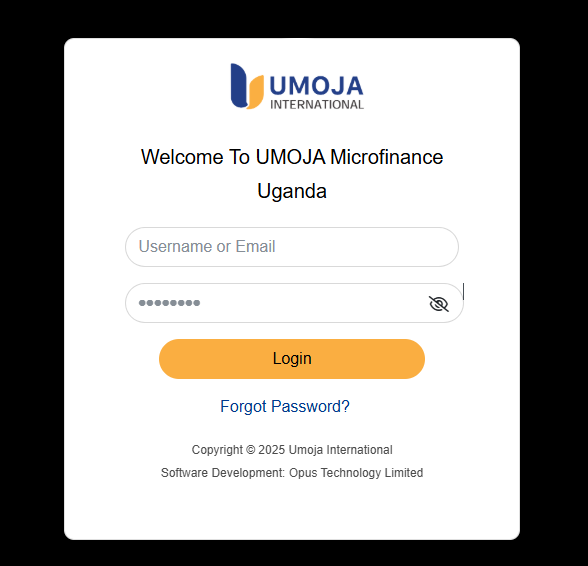 UMOJA
INTERNATIONAL
Welcome To UMOJA Microfinance
Uganda
Username or Email
••••••••
Login
Forgot Password?
Copyright © 2025 Umoja International
Software Development: Opus Technology Limited